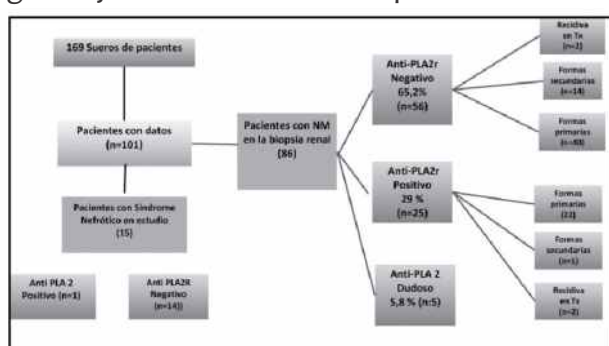 169 Sueros de pacientes
Pacientes con datos
(n=101)
Pacientes con Síndrome
Nefrótico en estudio
(15)
Anti PLA 2
Positivo (n=1)
Anti PLA2R
Negativo
(n=14))
Pacientes con NM
en la biopsia renal
(86)
Anti-PLA2r
Negativo
65,2%
(n=56)
Anti-PLA2r
Positivo
29 %
(n=25)
Anti-PLA 2
Dudoso
5,8 % (n:5)
Recidiva
en Tx
(n=2)
Formas
secundarias
(n=14)
Formas
primarias
(n=40)
Formas
primarias
(22)
Formas
secundarias
(n=1)
Recidiva
en Tx
(n=2)